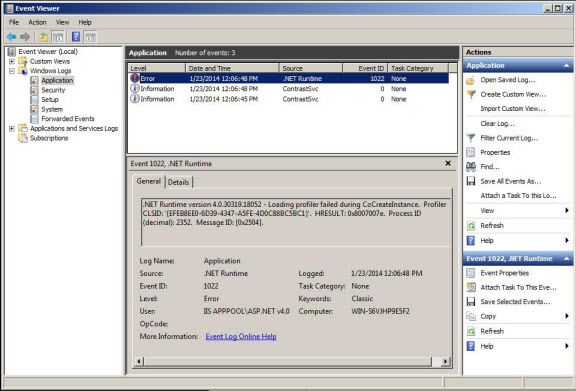 Event Viewer
File Action View Help
Event Viewer (Local)
Custom Views
Windows Logs
Application
Security
Setup
System
Forwarded Events
Applications and Services Logs
Subscriptions
Application Number of events: 3
Level Date and Time Source Event ID Task Category
Error 1/23/2014 12:06:48 PM .NET Runtime 1022 None
Information 1/23/2014 12:06:48 PM ContrastSvc 0 None
Information 1/23/2014 12:06:45 PM ContrastSvc 0 None
Event 1022, .NET Runtime
General Details
.NET Runtime version 4.0.30319.18052 - Loading profiler failed during CoCreateInstance. Profiler
CLSID: '{EFEB8EE0-6D39-4347-A5FE-4D0C88BC5BC1}'. HRESULT: 0x8007007e. Process ID
(decimal): 2352. Message ID: [0x2504].
Log Name: Application
Source: .NET Runtime Logged: 1/23/2014 12:06:48 PM
Event ID: 1022 Task Category: None
Level: Error Keywords: Classic
User: IIS APPPOOL\ASP.NET v4.0 Computer: WIN-S6VJHP9E5F2
OpCode:
More Information: Event Log Online Help
Actions
Application
Open Saved Log...
Create Custom View...
Import Custom View...
Clear Log...
Filter Current Log...
Properties
Find...
Save All Events As...
Attach a Task To this Lo...
View
Refresh
Help
Event 1022, .NET Runtime
Event Properties
Attach Task To This Eve...
Save Selected Events...
Copy
Refresh
Help